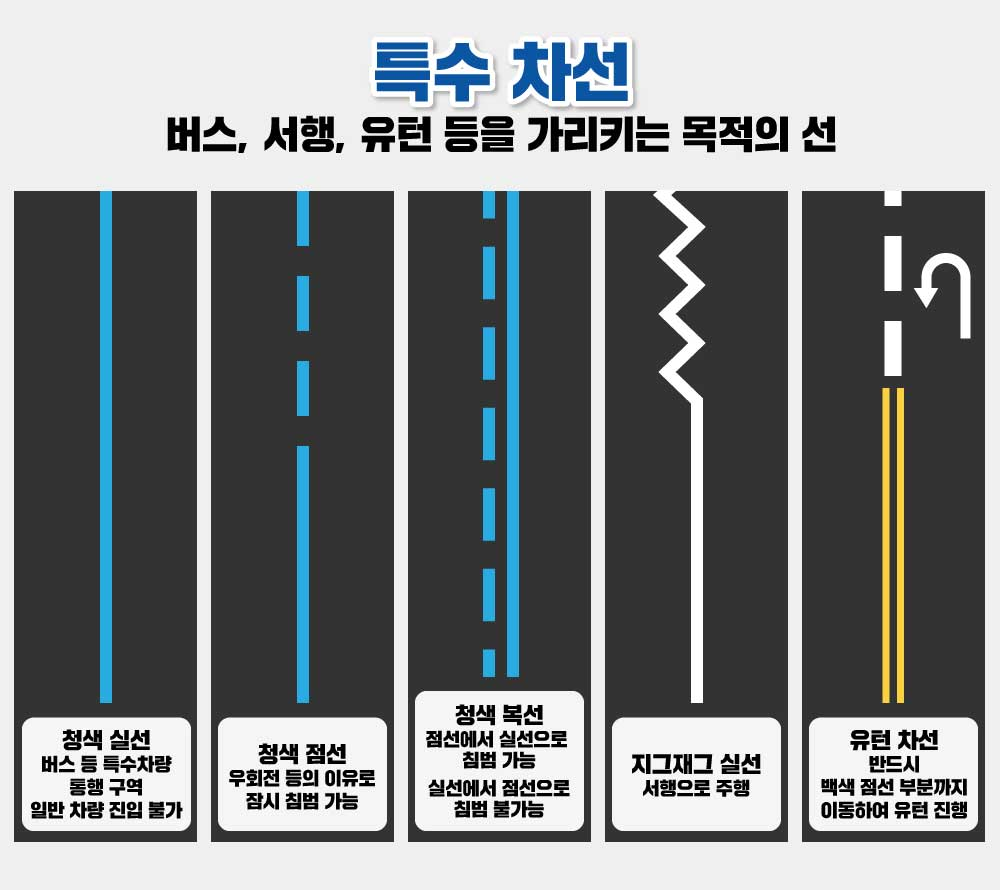 특수 차선
버스, 서행, 유턴 등을 가리키는 목적의 선
청색 실선
버스 등 특수차량
통행 구역
일반 차량 진입 불가
청색 점선
우회전 등의 이유로
잠시 침범 가능
청색 복선
점선에서 실선으로
침범 가능
실선에서 점선으로
침범 불가능
지그재그 실선
서행으로 주행
유턴 차선
반드시
백색 점선 부분까지
이동하여 유턴 진행